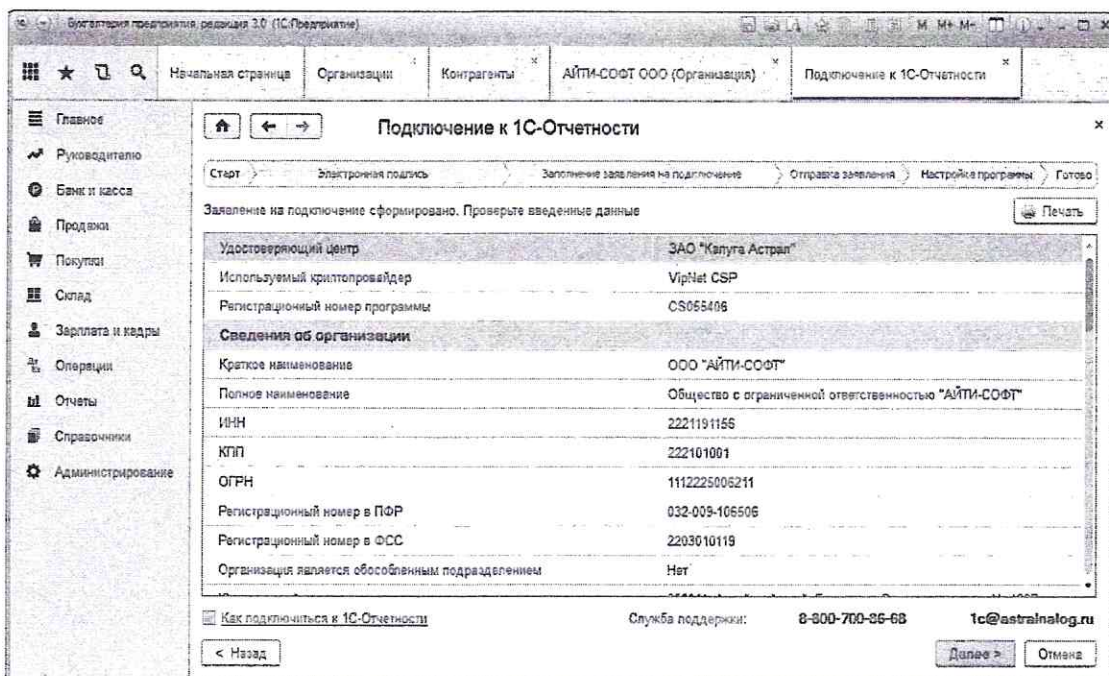 Бухгалтерия предприятия, редакция 3.0 (1С:Предприятие) M M+ M-
Начальная страница Организации Контрагенты АЙТИ-СОФТ ООО (Организация) Подключение к 1С-Отчетности
Главное
Руководителю
Банк и касса
Продажи
Покупки
Склад
Зарплата и кадры
Операции
Отчеты
Справочники
Администрирование
Подключение к 1С-Отчетности
Старт Электронная подпись Заполнение заявления на подключение Отправка заявления Настройка программы Готово
Заявление на подключение сформировано. Проверьте введенные данные Печать
Удостоверяющий центр ЗАО "Калуга Астрал"
Используемый криптопровайдер VipNet CSP
Регистрационный номер программы CS055406
Сведения об организации
Краткое наименование ООО "АЙТИ-СОФТ"
Полное наименование Общество с ограниченной ответственностью "АЙТИ-СОФТ"
ИНН 2221191156
КПП 222101001
ОГРН 1112225006211
Регистрационный номер в ПФР 032-009-106506
Регистрационный номер в ФСС 2203010119
Организация является обособленным подразделением Нет
Как подключиться к 1С-Отчетности Служба поддержки: 8-800-700-86-68 1c@astralnalog.ru
< Назад Далее > Отмена